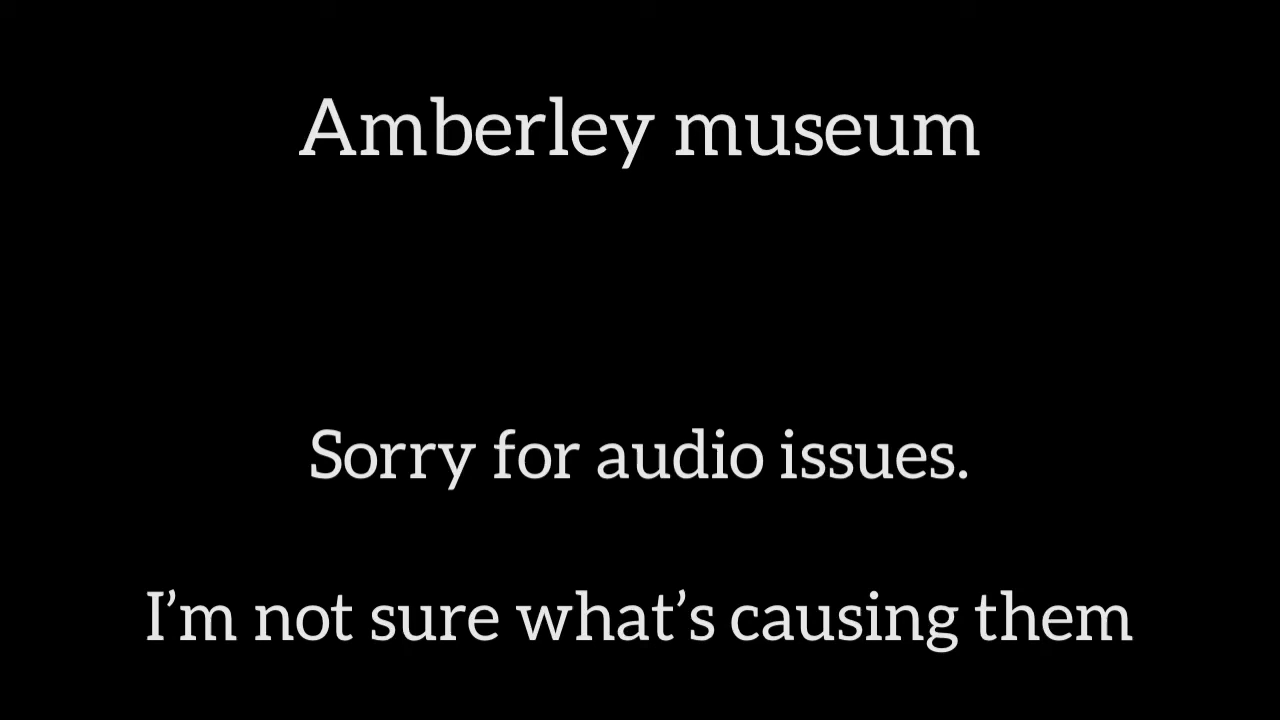 Amberley museum
Sorry for audio issues.
I’m not sure what’s causing them